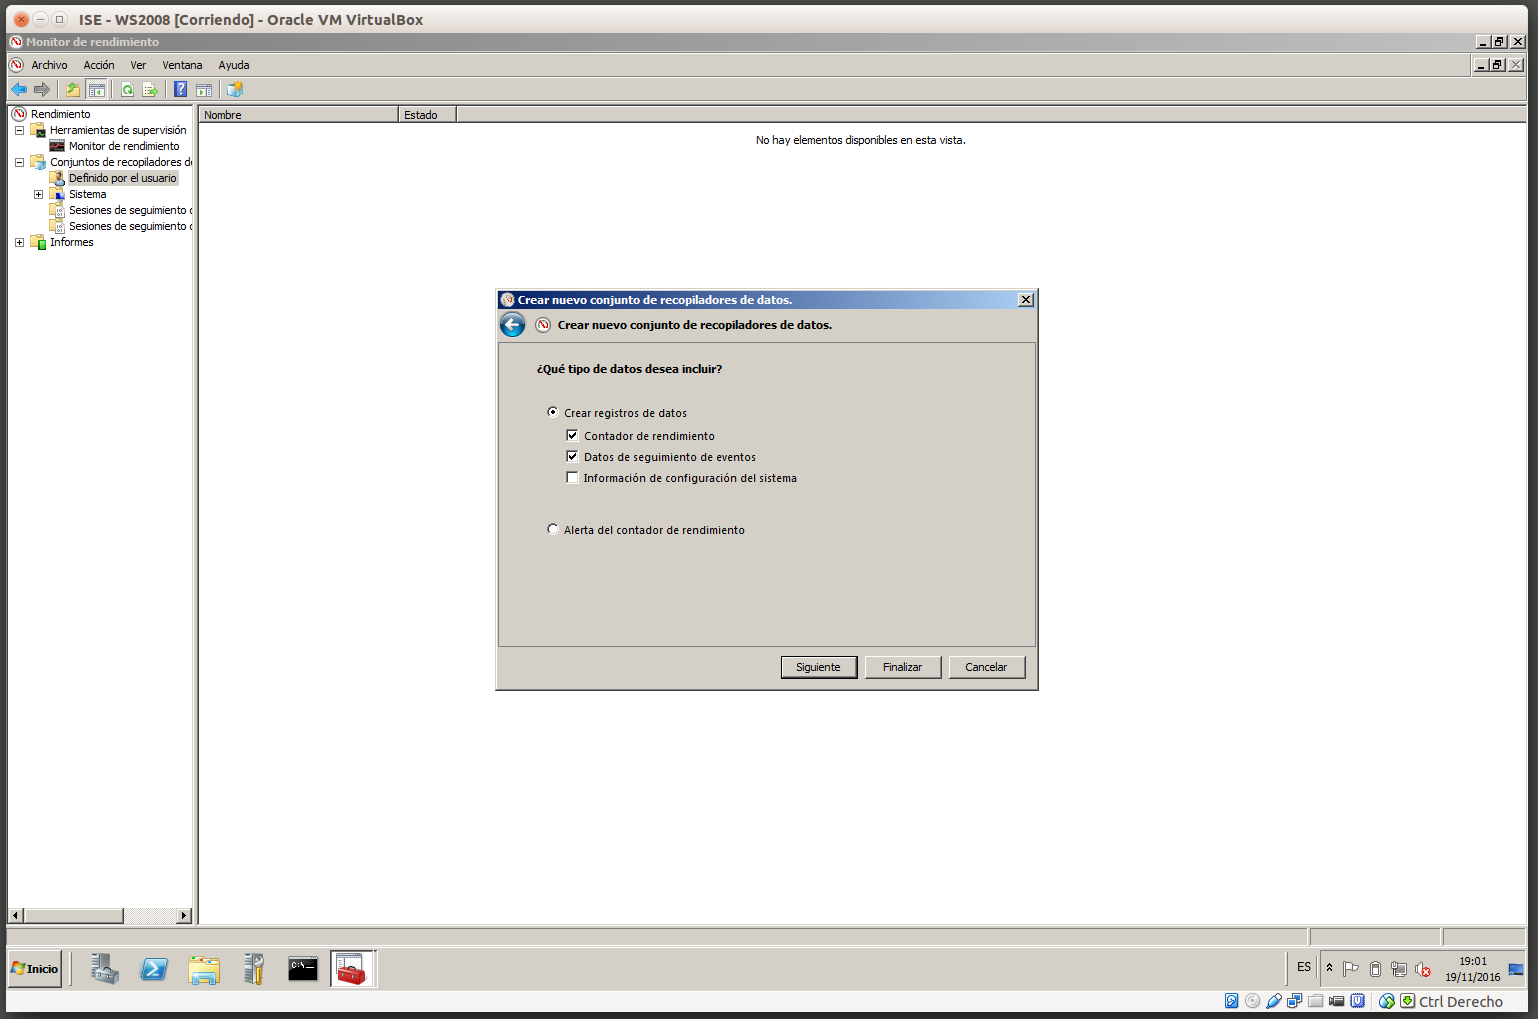 ISE - WS2008 [Corriendo] - Oracle VM VirtualBox
Monitor de rendimiento
Archivo Acción Ver Ventana Ayuda
Rendimiento
Herramientas de supervisión
Monitor de rendimiento
Conjuntos de recopiladores de
Definido por el usuario
Sistema
Sesiones de seguimiento
Sesiones de seguimiento
Informes
Nombre Estado
No hay elementos disponibles en esta vista.
Crear nuevo conjunto de recopiladores de datos.
Crear nuevo conjunto de recopiladores de datos.
¿Qué tipo de datos desea incluir?
Crear registros de datos
Contador de rendimiento
Datos de seguimiento de eventos
Información de configuración del sistema
Alerta del contador de rendimiento
Siguiente Finalizar Cancelar
Inicio
C:\_
ES
19:01
19/11/2016
Ctrl Derecho